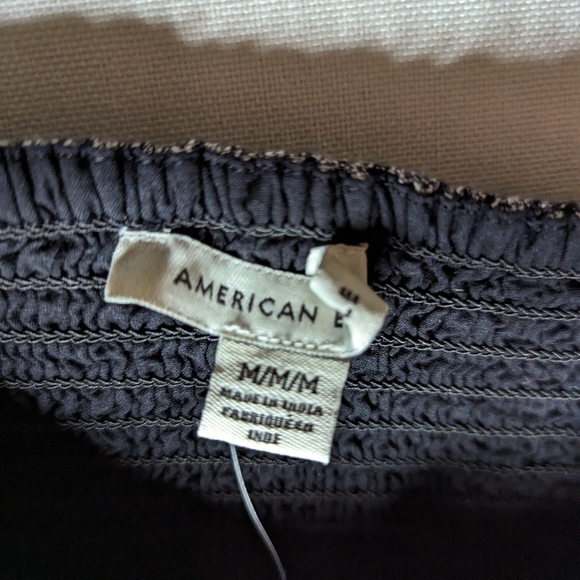 AMERICAN E
M/M/M
MADE IN INDIA
FABRIQUÉ EN
INDE